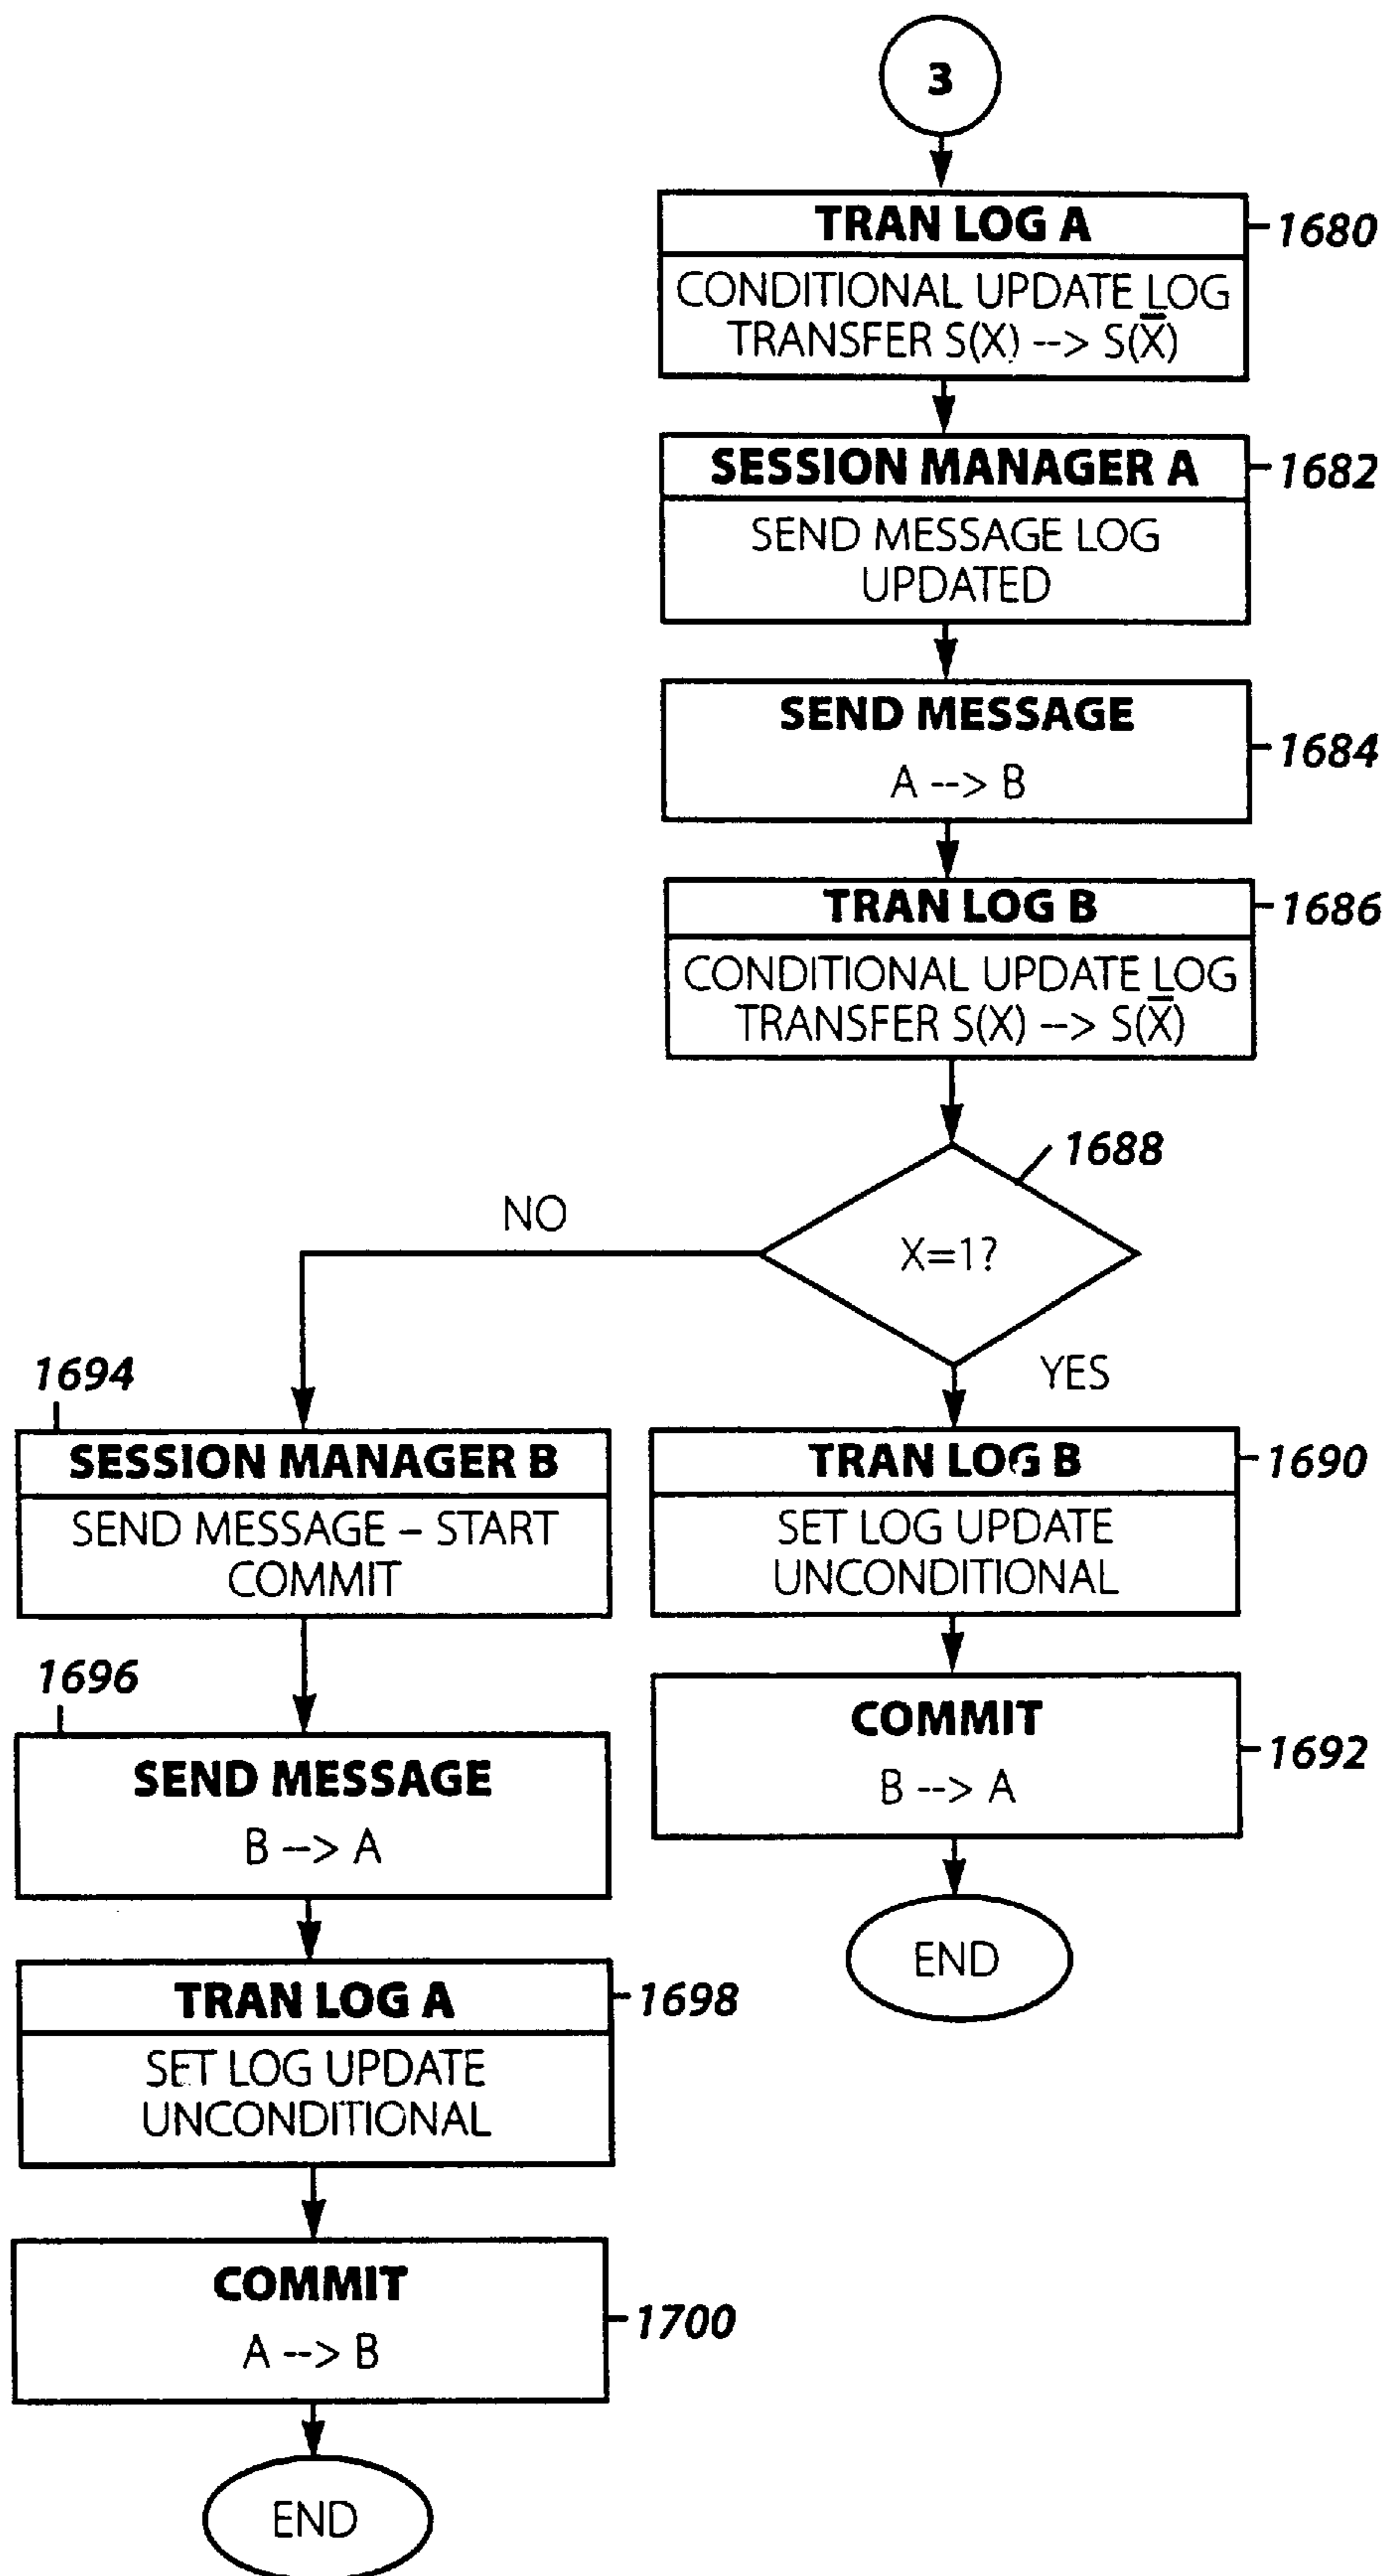 3
TRAN LOG A
1680
CONDITIONAL UPDATE LOG
TRANSFER S(X) --> S(X̅)
SESSION MANAGER A
1682
SEND MESSAGE LOG
UPDATED
SEND MESSAGE
1684
A --> B
TRAN LOG B
1686
CONDITIONAL UPDATE LOG
TRANSFER S(X) --> S(X̅)
1688
NO
X=1?
YES
1694
SESSION MANAGER B
SEND MESSAGE – START
COMMIT
1696
SEND MESSAGE
B --> A
TRAN LOG A
1698
SET LOG UPDATE
UNCONDITIONAL
COMMIT
1700
A --> B
END
TRAN LOG B
1690
SET LOG UPDATE
UNCONDITIONAL
COMMIT
1692
B --> A
END